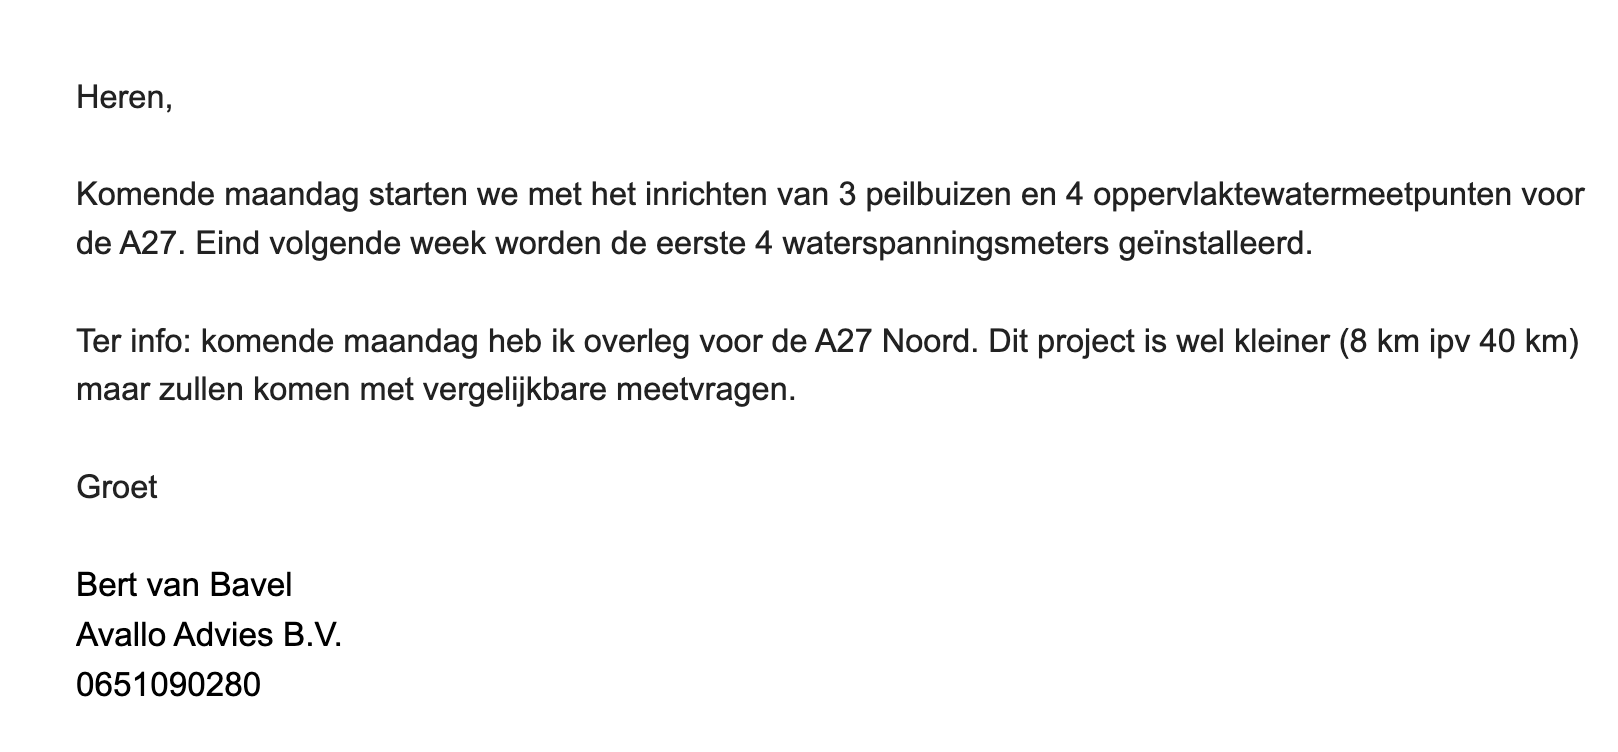 Heren,
Komende maandag starten we met het inrichten van 3 peilbuizen en 4 oppervlaktewatermeetpunten voor
de A27. Eind volgende week worden de eerste 4 waterspanningsmeters geïnstalleerd.
Ter info: komende maandag heb ik overleg voor de A27 Noord. Dit project is wel kleiner (8 km ipv 40 km)
maar zullen komen met vergelijkbare meetvragen.
Groet
Bert van Bavel
Avallo Advies B.V.
0651090280